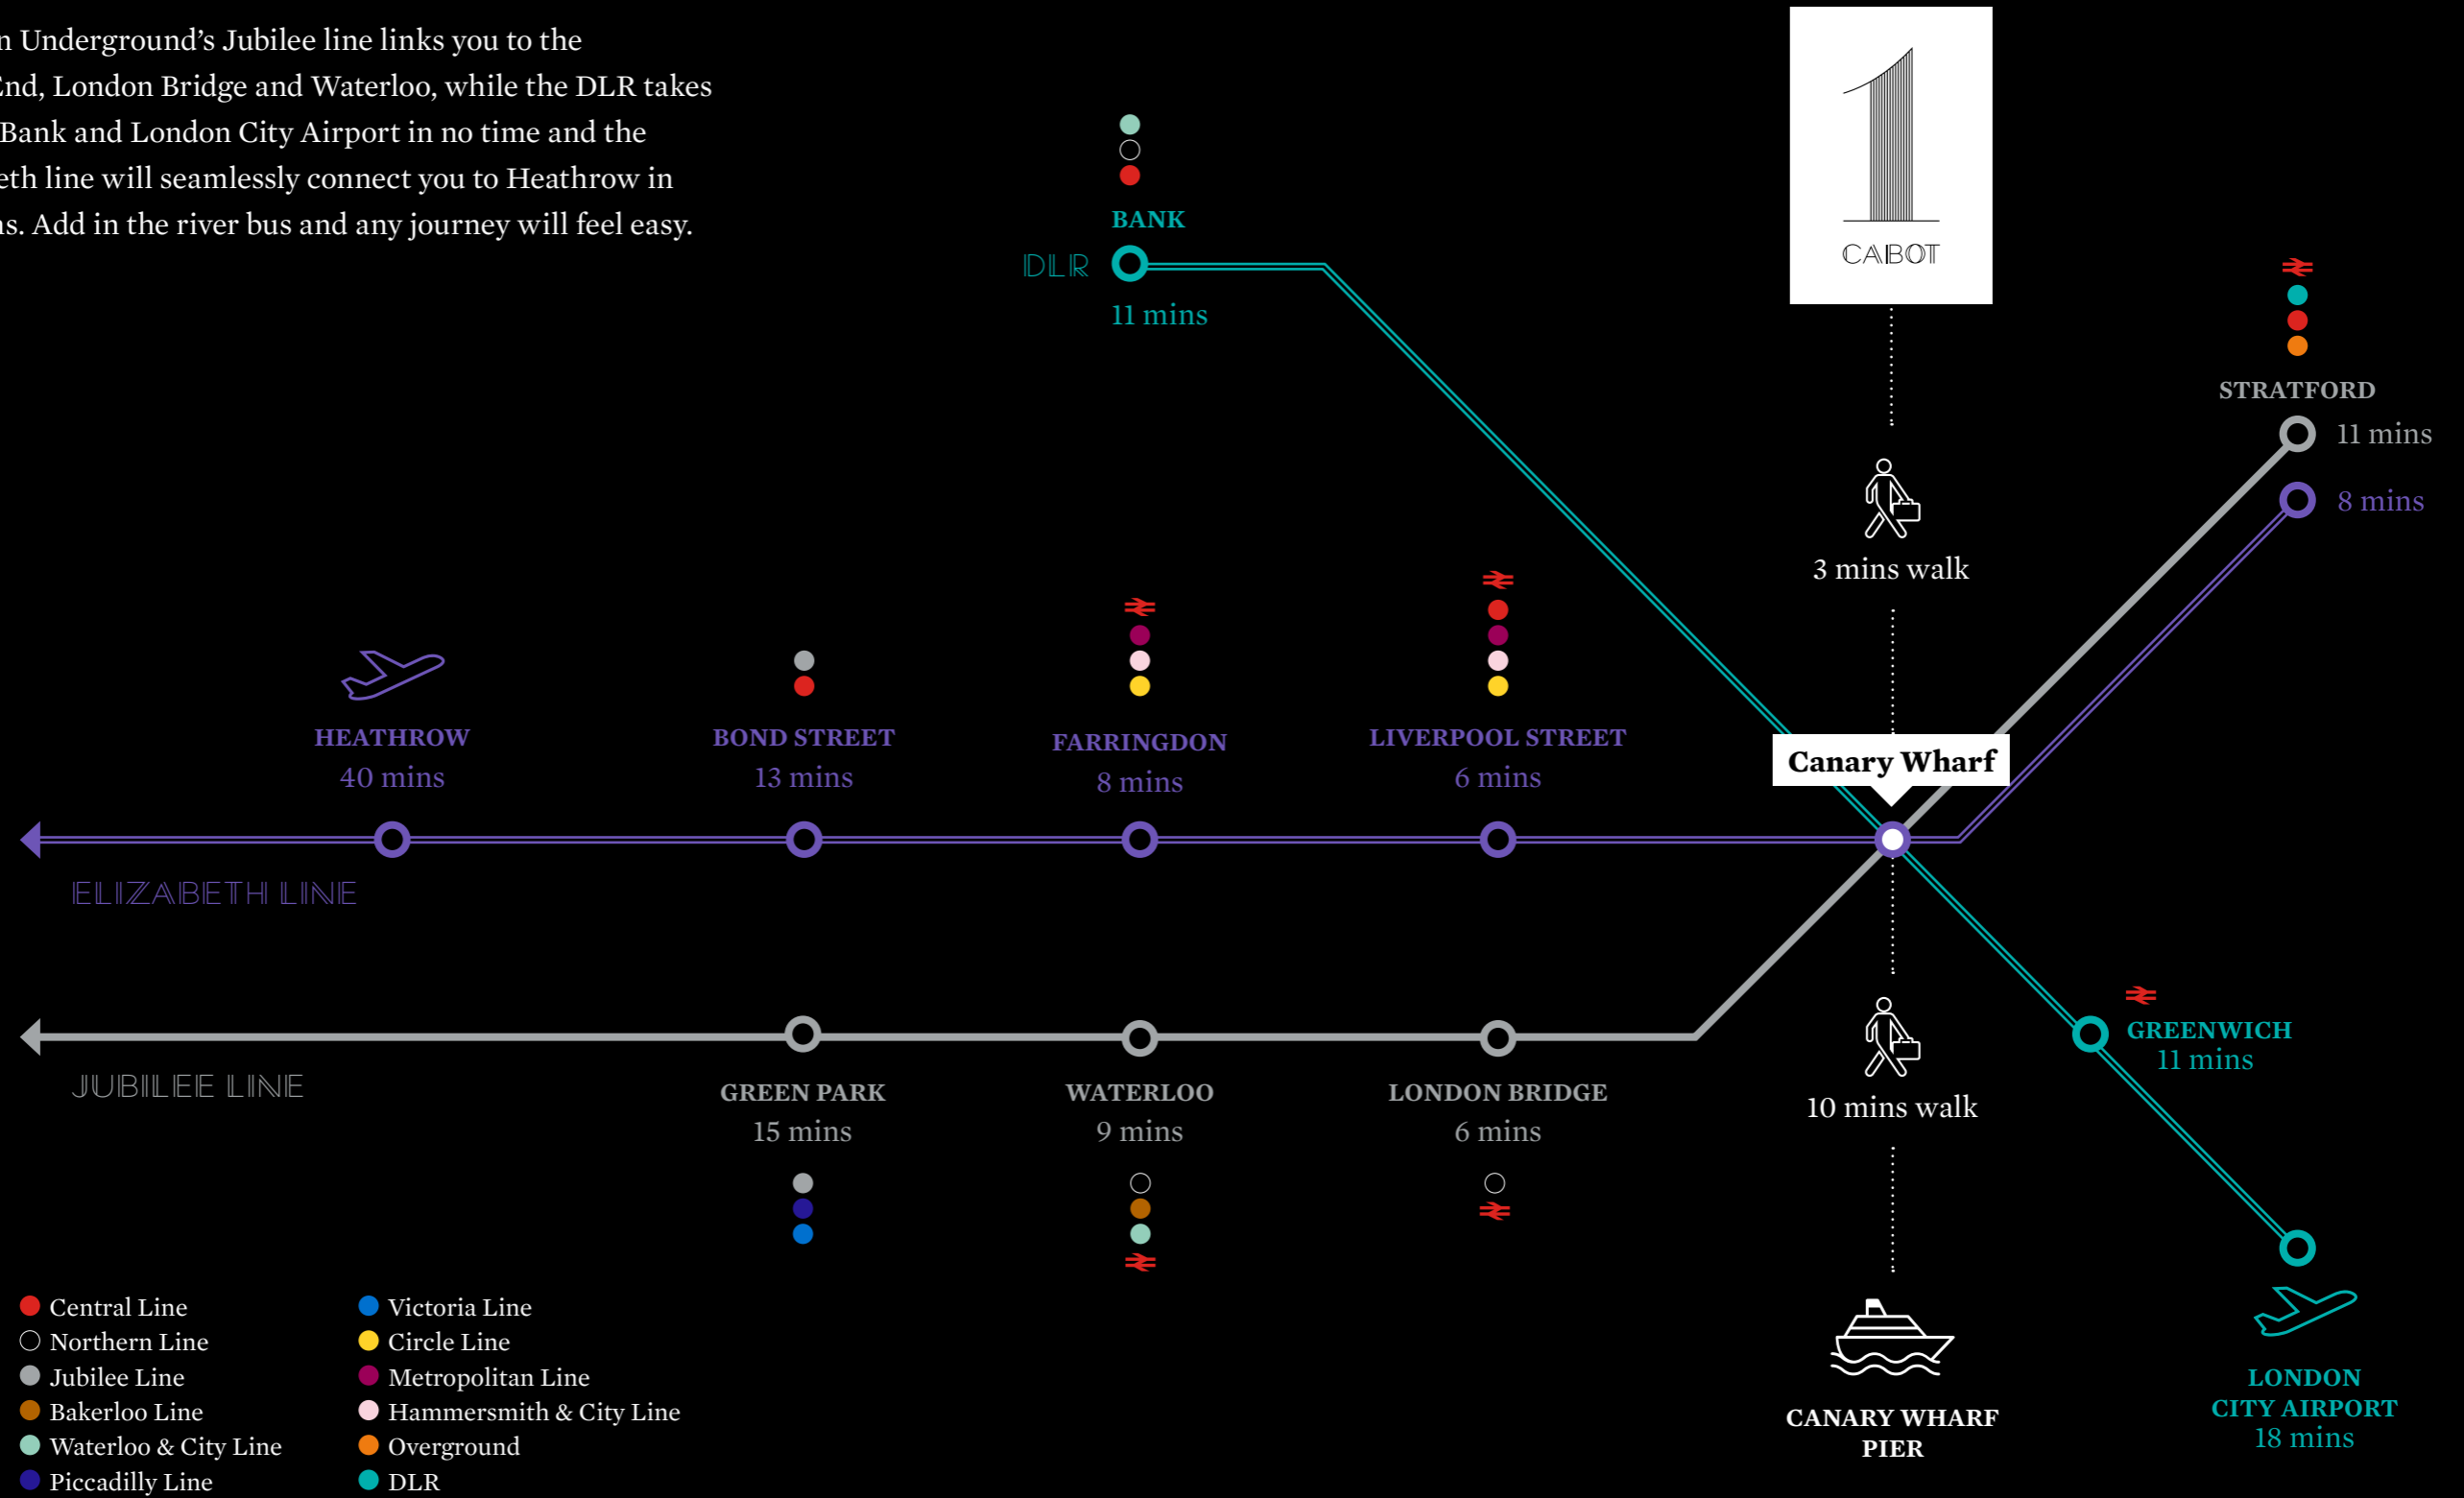 n Underground’s Jubilee line links you to the
End, London Bridge and Waterloo, while the DLR takes
Bank and London City Airport in no time and the
eth line will seamlessly connect you to Heathrow in
ns. Add in the river bus and any journey will feel easy.
CABOT
BANK
DLR
11 mins
STRATFORD
11 mins
8 mins
3 mins walk
HEATHROW
40 mins
BOND STREET
13 mins
FARRINGDON
8 mins
LIVERPOOL STREET
6 mins
Canary Wharf
ELIZABETH LINE
JUBILEE LINE
GREEN PARK
15 mins
WATERLOO
9 mins
LONDON BRIDGE
6 mins
10 mins walk
GREENWICH
11 mins
CANARY WHARF
PIER
LONDON
CITY AIRPORT
18 mins
Central Line
Northern Line
Jubilee Line
Bakerloo Line
Waterloo & City Line
Piccadilly Line
Victoria Line
Circle Line
Metropolitan Line
Hammersmith & City Line
Overground
DLR